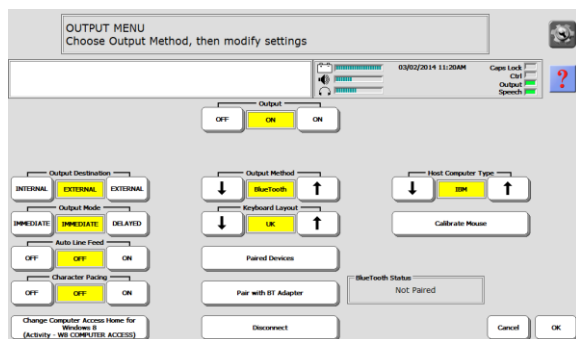 OUTPUT MENU
Choose Output Method, then modify settings
03/02/2014 11:20AM
Caps Lock
Ctrl
Output
Speech
?
Output
OFF ON ON
Output Destination
INTERNAL EXTERNAL EXTERNAL
Output Method
BlueTooth
Host Computer Type
IBM
Output Mode
IMMEDIATE IMMEDIATE DELAYED
Keyboard Layout
UK
Calibrate Mouse
Auto Line Feed
OFF OFF ON
Paired Devices
Character Pacing
OFF OFF ON
Pair with BT Adapter
BlueTooth Status
Not Paired
Change Computer Access Home for
Windows 8
(Activity - W8 COMPUTER ACCESS)
Disconnect
Cancel
OK